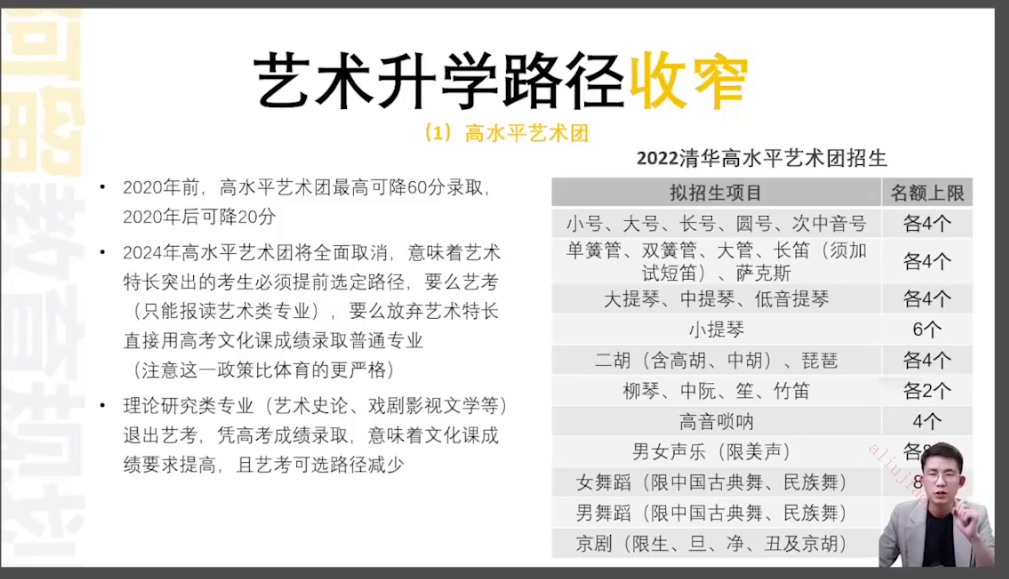 艺术升学路径收窄
（1）高水平艺术团
• 2020年前，高水平艺术团最高可降60分录取，
2020年后可降20分
• 2024年高水平艺术团将全面取消，意味着艺术
特长突出的考生必须提前选定路径，要么艺考
（只能报读艺术类专业），要么放弃艺术特长
直接用高考文化课成绩录取普通专业
（注意这一政策比体育的更严格）
• 理论研究类专业（艺术史论、戏剧影视文学等）
退出艺考，凭高考成绩录取，意味着文化课成
绩要求提高，且艺考可选路径减少
2022清华高水平艺术团招生
拟招生项目 名额上限
小号、大号、长号、圆号、次中音号 各4个
单簧管、双簧管、大管、长笛（须加
试短笛）、萨克斯 各4个
大提琴、中提琴、低音提琴 各4个
小提琴 6个
二胡（含高胡、中胡）、琵琶 各4个
柳琴、中阮、笙、竹笛 各2个
高音唢呐 4个
男女声乐（限美声） 各
女舞蹈（限中国古典舞、民族舞） 8
男舞蹈（限中国古典舞、民族舞）
京剧（限生、旦、净、丑及京胡）